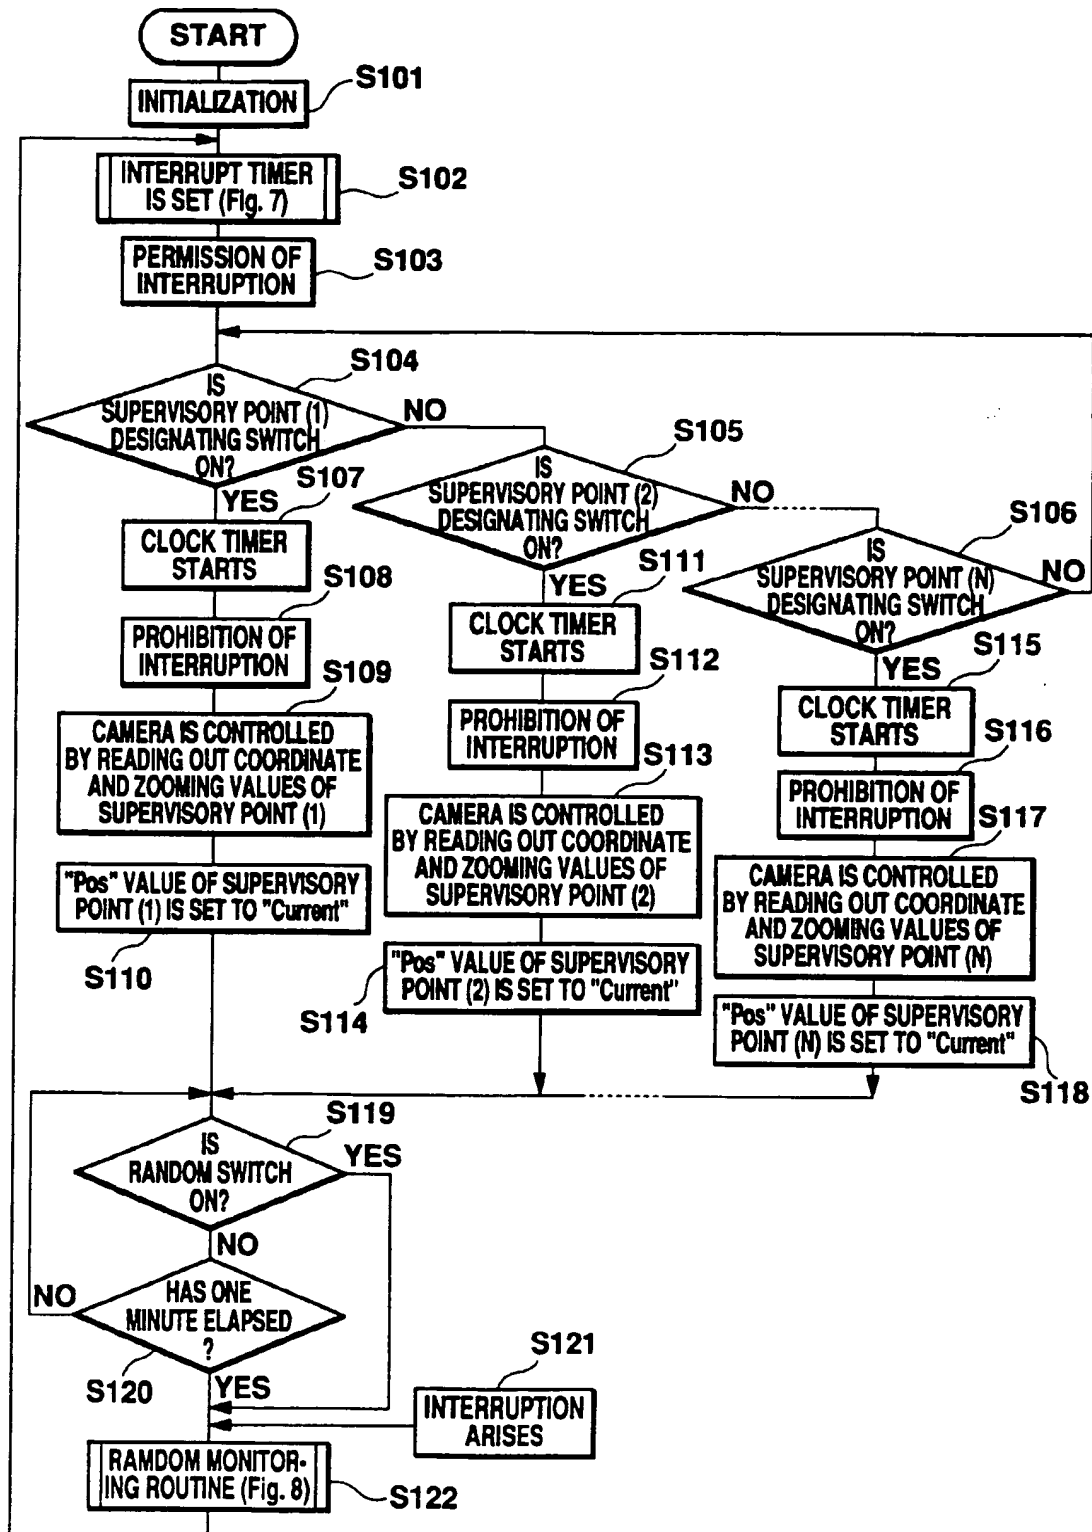 START
S101
INITIALIZATION
INTERRUPT TIMER
IS SET (Fig. 7)
S102
PERMISSION OF
INTERRUPTION
S103
S104
IS
SUPERVISORY POINT (1)
DESIGNATING SWITCH
ON?
NO
YES
S105
IS
SUPERVISORY POINT (2)
DESIGNATING SWITCH
ON?
NO
YES
S106
IS
SUPERVISORY POINT (N)
DESIGNATING SWITCH
ON?
NO
YES
S107
CLOCK TIMER
STARTS
S108
PROHIBITION OF
INTERRUPTION
S109
CAMERA IS CONTROLLED
BY READING OUT COORDINATE
AND ZOOMING VALUES OF
SUPERVISORY POINT (1)
"Pos" VALUE OF SUPERVISORY
POINT (1) IS SET TO "Current"
S110
S111
CLOCK TIMER
STARTS
S112
PROHIBITION OF
INTERRUPTION
S113
CAMERA IS CONTROLLED
BY READING OUT COORDINATE
AND ZOOMING VALUES OF
SUPERVISORY POINT (2)
"Pos" VALUE OF SUPERVISORY
POINT (2) IS SET TO "Current"
S114
S115
CLOCK TIMER
STARTS
S116
PROHIBITION OF
INTERRUPTION
S117
CAMERA IS CONTROLLED
BY READING OUT COORDINATE
AND ZOOMING VALUES OF
SUPERVISORY POINT (N)
"Pos" VALUE OF SUPERVISORY
POINT (N) IS SET TO "Current"
S118
S119
IS
RANDOM SWITCH
ON?
YES
NO
HAS ONE
MINUTE ELAPSED
?
NO
S120
YES
S121
INTERRUPTION
ARISES
RAMDOM MONITOR-
ING ROUTINE (Fig. 8)
S122